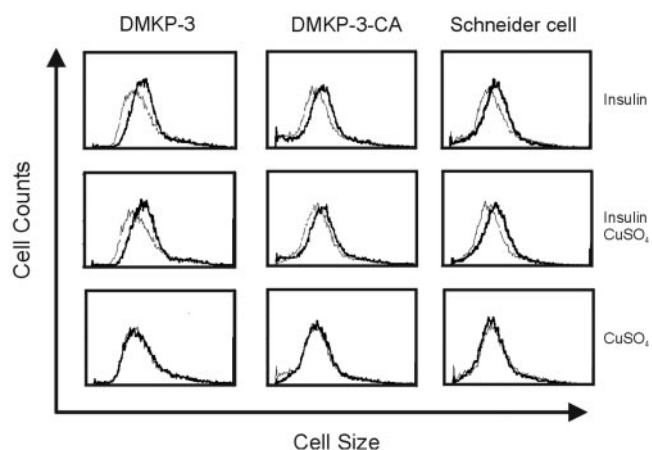 DMKP-3 DMKP-3-CA Schneider cell
Cell Counts
Insulin
Insulin
CuSO₄
CuSO₄
Cell Size